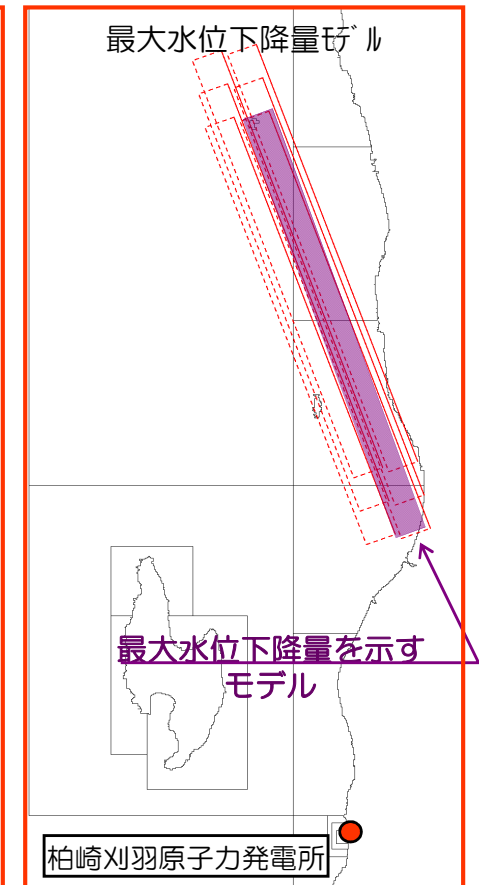 最大水位下降量ﾓﾃﾞﾙ
最大水位下降量を示す
モデル
柏崎刈羽原子力発電所